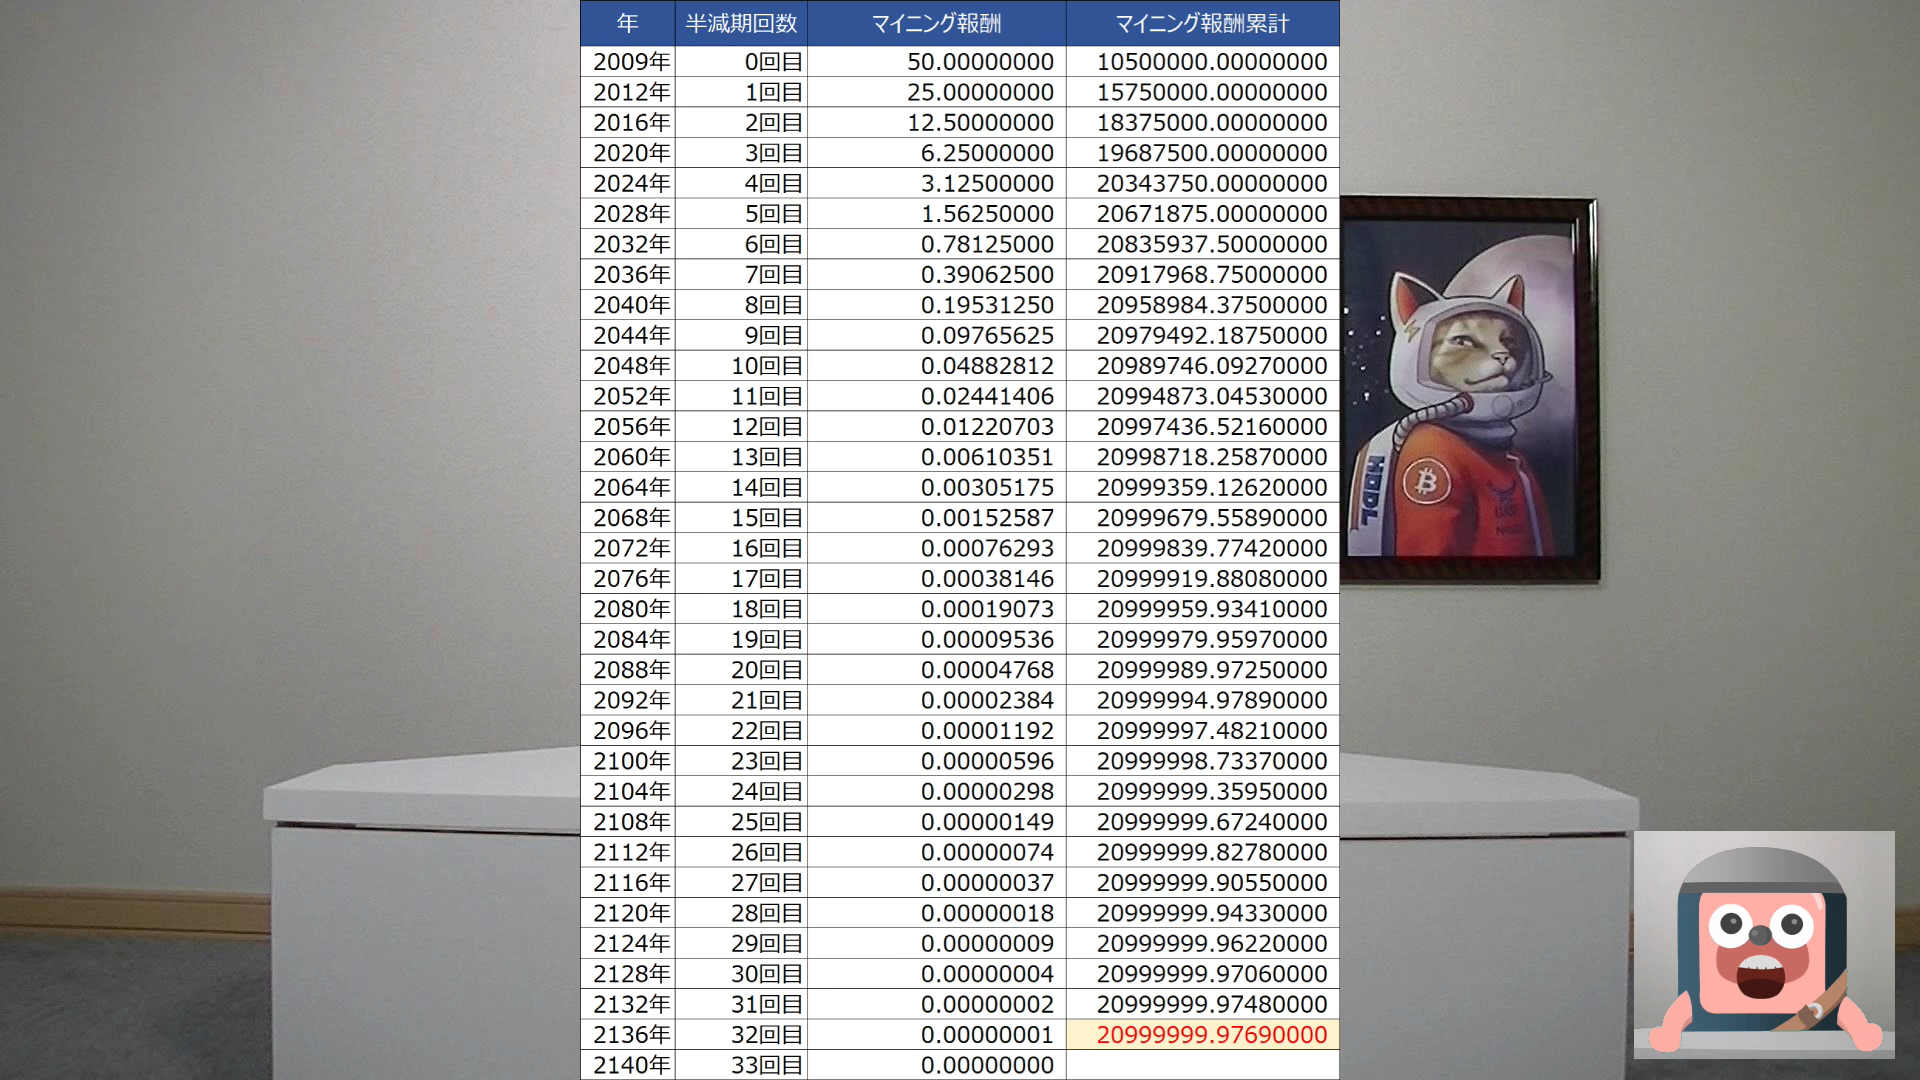 年 半減期回数 マイニング報酬 マイニング報酬累計
2009年 0回目 50.00000000 10500000.00000000
2012年 1回目 25.00000000 15750000.00000000
2016年 2回目 12.50000000 18375000.00000000
2020年 3回目 6.25000000 19687500.00000000
2024年 4回目 3.12500000 20343750.00000000
2028年 5回目 1.56250000 20671875.00000000
2032年 6回目 0.78125000 20835937.50000000
2036年 7回目 0.39062500 20917968.75000000
2040年 8回目 0.19531250 20958984.37500000
2044年 9回目 0.09765625 20979492.18750000
2048年 10回目 0.04882812 20989746.09270000
2052年 11回目 0.02441406 20994873.04530000
2056年 12回目 0.01220703 20997436.52160000
2060年 13回目 0.00610351 20998718.25870000
2064年 14回目 0.00305175 20999359.12620000
2068年 15回目 0.00152587 20999679.55890000
2072年 16回目 0.00076293 20999839.77420000
2076年 17回目 0.00038146 20999919.88080000
2080年 18回目 0.00019073 20999959.93410000
2084年 19回目 0.00009536 20999979.95970000
2088年 20回目 0.00004768 20999989.97250000
2092年 21回目 0.00002384 20999994.97890000
2096年 22回目 0.00001192 20999997.48210000
2100年 23回目 0.00000596 20999998.73370000
2104年 24回目 0.00000298 20999999.35950000
2108年 25回目 0.00000149 20999999.67240000
2112年 26回目 0.00000074 20999999.82780000
2116年 27回目 0.00000037 20999999.90550000
2120年 28回目 0.00000018 20999999.94330000
2124年 29回目 0.00000009 20999999.96220000
2128年 30回目 0.00000004 20999999.97060000
2132年 31回目 0.00000002 20999999.97480000
2136年 32回目 0.00000001 20999999.97690000
2140年 33回目 0.00000000
HODL